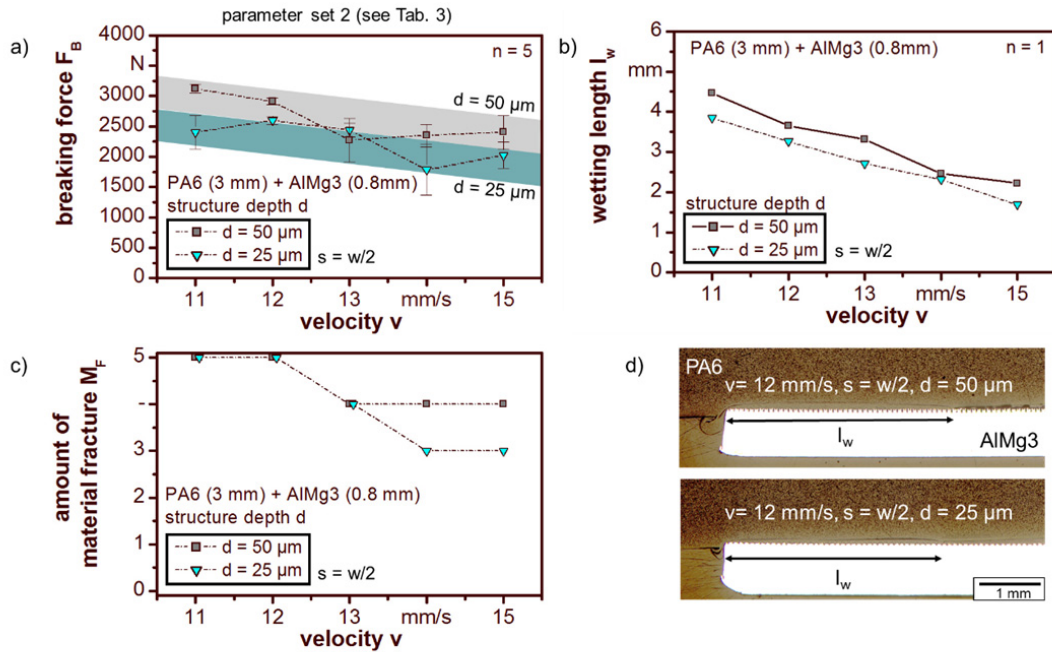 parameter set 2 (see Tab. 3)
a)
breaking force F_B
4000
N
3000
2500
2000
1500
1000
500
0
n = 5
d = 50 µm
d = 25 µm
PA6 (3 mm) + AlMg3 (0.8mm)
structure depth d
d = 50 µm
d = 25 µm
s = w/2
11 12 13 mm/s 15
velocity v
b)
wetting length l_w
6
mm
4
3
2
1
0
PA6 (3 mm) + AlMg3 (0.8mm) n = 1
structure depth d
d = 50 µm
d = 25 µm
s = w/2
11 12 13 mm/s 15
velocity v
c)
amount of
material fracture M_F
5
-
3
2
1
0
PA6 (3 mm) + AlMg3 (0.8 mm)
structure depth d
d = 50 µm
d = 25 µm
s = w/2
11 12 13 mm/s 15
velocity v
d)
PA6
v= 12 mm/s, s = w/2, d = 50 µm
l_w
AlMg3
v= 12 mm/s, s = w/2, d = 25 µm
l_w
1 mm